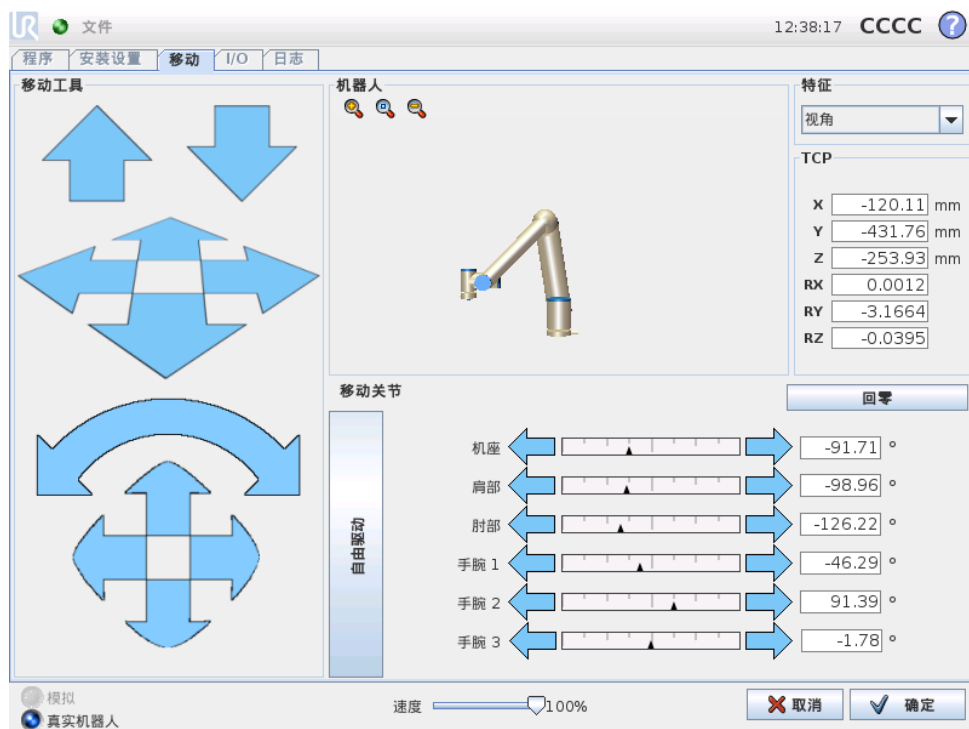 UR 文件 12:38:17 CCCC ?
程序 安装设置 移动 I/O 日志
移动工具
机器人
特征
视角
TCP
X -120.11 mm
Y -431.76 mm
Z -253.93 mm
RX 0.0012
RY -3.1664
RZ -0.0395
移动关节
回零
自由驱动
机座 -91.71 °
肩部 -98.96 °
肘部 -126.22 °
手腕 1 -46.29 °
手腕 2 91.39 °
手腕 3 -1.78 °
模拟
真实机器人
速度 100%
取消
确定